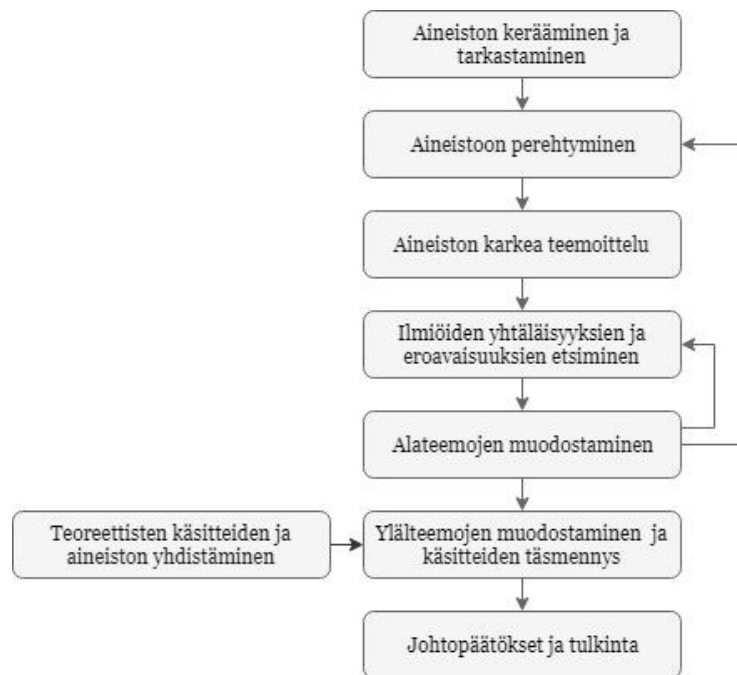 Aineiston kerääminen ja
tarkastaminen
Aineistoon perehtyminen
Aineiston karkea teemoittelu
Ilmiöiden yhtäläisyyksien ja
eroavaisuuksien etsiminen
Alateemojen muodostaminen
Teoreettisten käsitteiden ja
aineiston yhdistäminen
Ylälteemojen muodostaminen ja
käsitteiden täsmennys
Johtopäätökset ja tulkinta